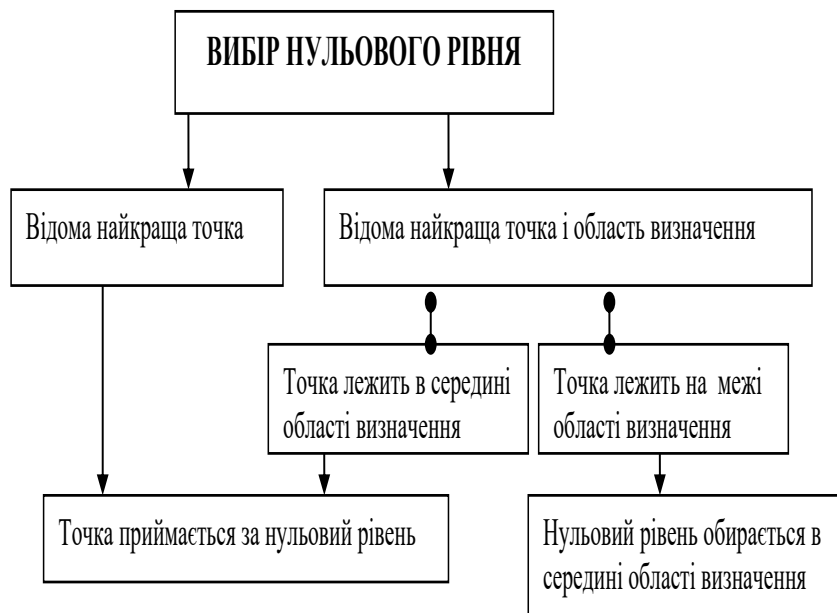 ВИБІР НУЛЬОВОГО РІВНЯ
Відома найкраща точка
Відома найкраща точка і область визначення
Точка лежить в середині
області визначення
Точка лежить на межі
області визначення
Точка приймається за нульовий рівень
Нульовий рівень обирається в
середині області визначення